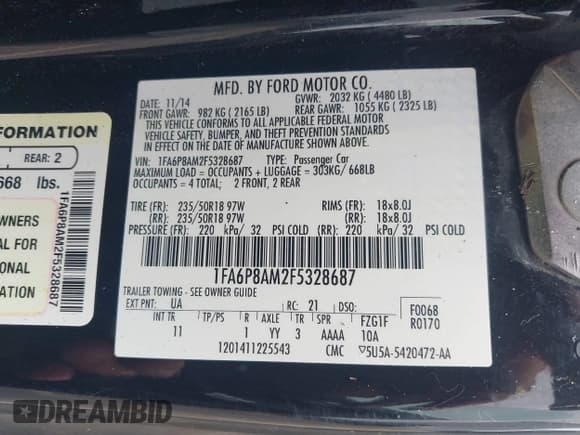 MFD. BY FORD MOTOR CO.
DATE: 11/14 GVWR: 2032 KG ( 4480 LB)
FRONT GAWR: 982 KG ( 2165 LB) REAR GAWR: 1055 KG ( 2325 LB)
THIS VEHICLE CONFORMS TO ALL APPLICABLE FEDERAL MOTOR
VEHICLE SAFETY, BUMPER, AND THEFT PREVENTION STANDARDS
IN EFFECT ON THE DATE OF MANUFACTURE SHOWN ABOVE.
VIN: 1FA6P8AM2F5328687 TYPE: Passenger Car
MAXIMUM LOAD = OCCUPANTS + LUGGAGE = 303KG/ 668LB
OCCUPANTS = 4 TOTAL; 2 FRONT, 2 REAR
TIRE (FR): 235/50R18 97W RIMS (FR): 18x8.0J
(RR): 235/50R18 97W (RR): 18x8.0J
PRESSURE (FR): 220 kPa/ 32 PSI COLD (RR): 220 kPa/ 32 PSI COLD
1FA6P8AM2F5328687
TRAILER TOWING - SEE OWNER GUIDE
EXT PNT: UA RC: 21 DSO: F0068
R0170
INT TR TP/PS R AXLE TR SPR FZG1F
11 1 YY 3 AAAA 10A
1201411225543 CMC ▽5U5A-5420472-AA
FORMATION
REAR: 2
668 lbs.
WNERS
AL FOR
ONAL
ATION
1FA6P8AM2F5328687
DREAMBID